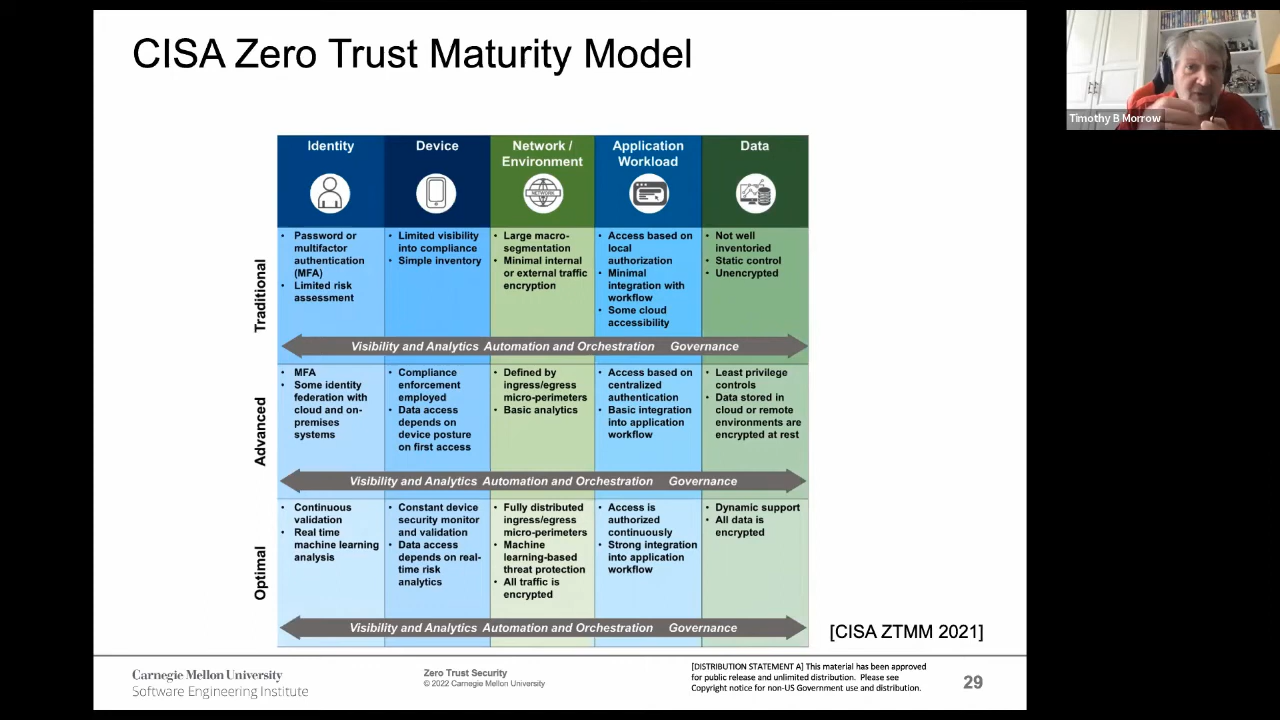 CISA Zero Trust Maturity Model
Timothy B Morrow
Identity
Device
Network /
Environment
NETWORK
Application
Workload
Data
Traditional
• Password or
multifactor
authentication
(MFA)
• Limited risk
assessment
• Limited visibility
into compliance
• Simple inventory
• Large macro-
segmentation
• Minimal internal
or external traffic
encryption
• Access based on
local
authorization
• Minimal
integration with
workflow
• Some cloud
accessibility
• Not well
inventoried
• Static control
• Unencrypted
Visibility and Analytics Automation and Orchestration Governance
Advanced
• MFA
• Some identity
federation with
cloud and on-
premises
systems
• Compliance
enforcement
employed
• Data access
depends on
device posture
on first access
• Defined by
ingress/egress
micro-perimeters
• Basic analytics
• Access based on
centralized
authentication
• Basic integration
into application
workflow
• Least privilege
controls
• Data stored in
cloud or remote
environments are
encrypted at rest
Visibility and Analytics Automation and Orchestration Governance
Optimal
• Continuous
validation
• Real time
machine learning
analysis
• Constant device
security monitor
and validation
• Data access
depends on real-
time risk
analytics
• Fully distributed
ingress/egress
micro-perimeters
• Machine
learning-based
threat protection
• All traffic is
encrypted
• Access is
authorized
continuously
• Strong integration
into application
workflow
• Dynamic support
• All data is
encrypted
Visibility and Analytics Automation and Orchestration Governance
[CISA ZTMM 2021]
Carnegie Mellon University
Software Engineering Institute
Zero Trust Security
© 2022 Carnegie Mellon University
[DISTRIBUTION STATEMENT A] This material has been approved
for public release and unlimited distribution. Please see
Copyright notice for non-US Government use and distribution.
29